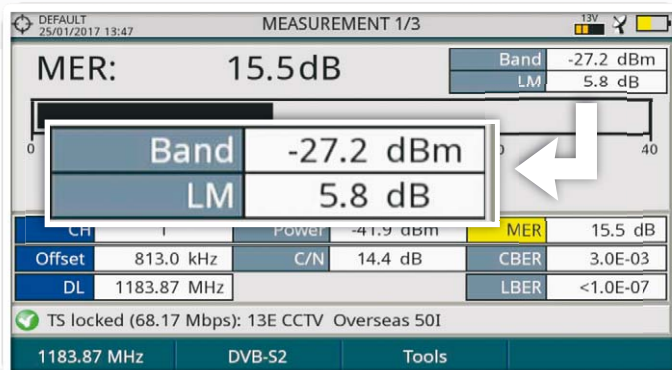 DEFAULT
25/01/2017 13:47
MEASUREMENT 1/3
13V
MER: 15.5 dB
Band -27.2 dBm
LM 5.8 dB
0 40
Band -27.2 dBm
LM 5.8 dB
CH 1 Power -41.9 dBm MER 15.5 dB
Offset 813.0 kHz C/N 14.4 dB CBER 3.0E-03
DL 1183.87 MHz LBER <1.0E-07
TS locked (68.17 Mbps): 13E CCTV Overseas 50I
1183.87 MHz DVB-S2 Tools